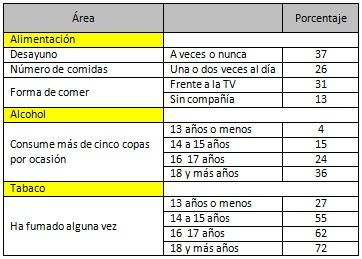 Área Porcentaje
Alimentación
Desayuno A veces o nunca 37
Número de comidas Una o dos veces al día 26
Forma de comer Frente a la TV 31
Sin compañía 13
Alcohol
Consume más de cinco copas por ocasión 13 años o menos 4
14 a 15 años 15
16 17 años 24
18 y más años 36
Tabaco
Ha fumado alguna vez 13 años o menos 27
14 a 15 años 55
16 17 años 62
18 y más años 72